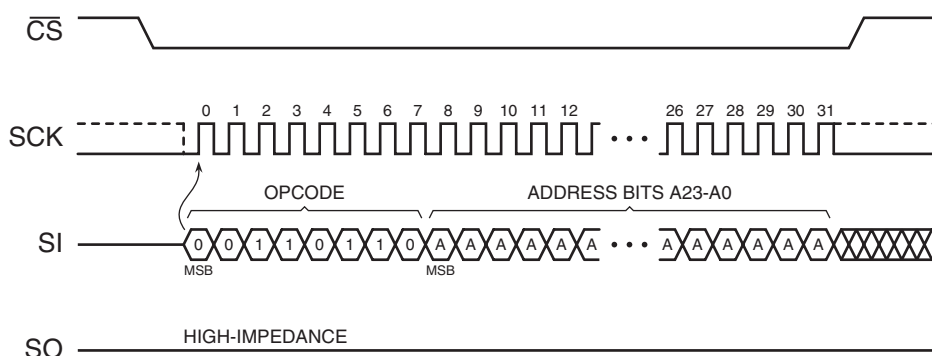 CS
0 1 2 3 4 5 6 7 8 9 10 11 12 26 27 28 29 30 31
SCK
OPCODE ADDRESS BITS A23-A0
SI 0 0 1 1 0 1 1 0 A A A A A A A A A A A A
MSB MSB
HIGH-IMPEDANCE
SO